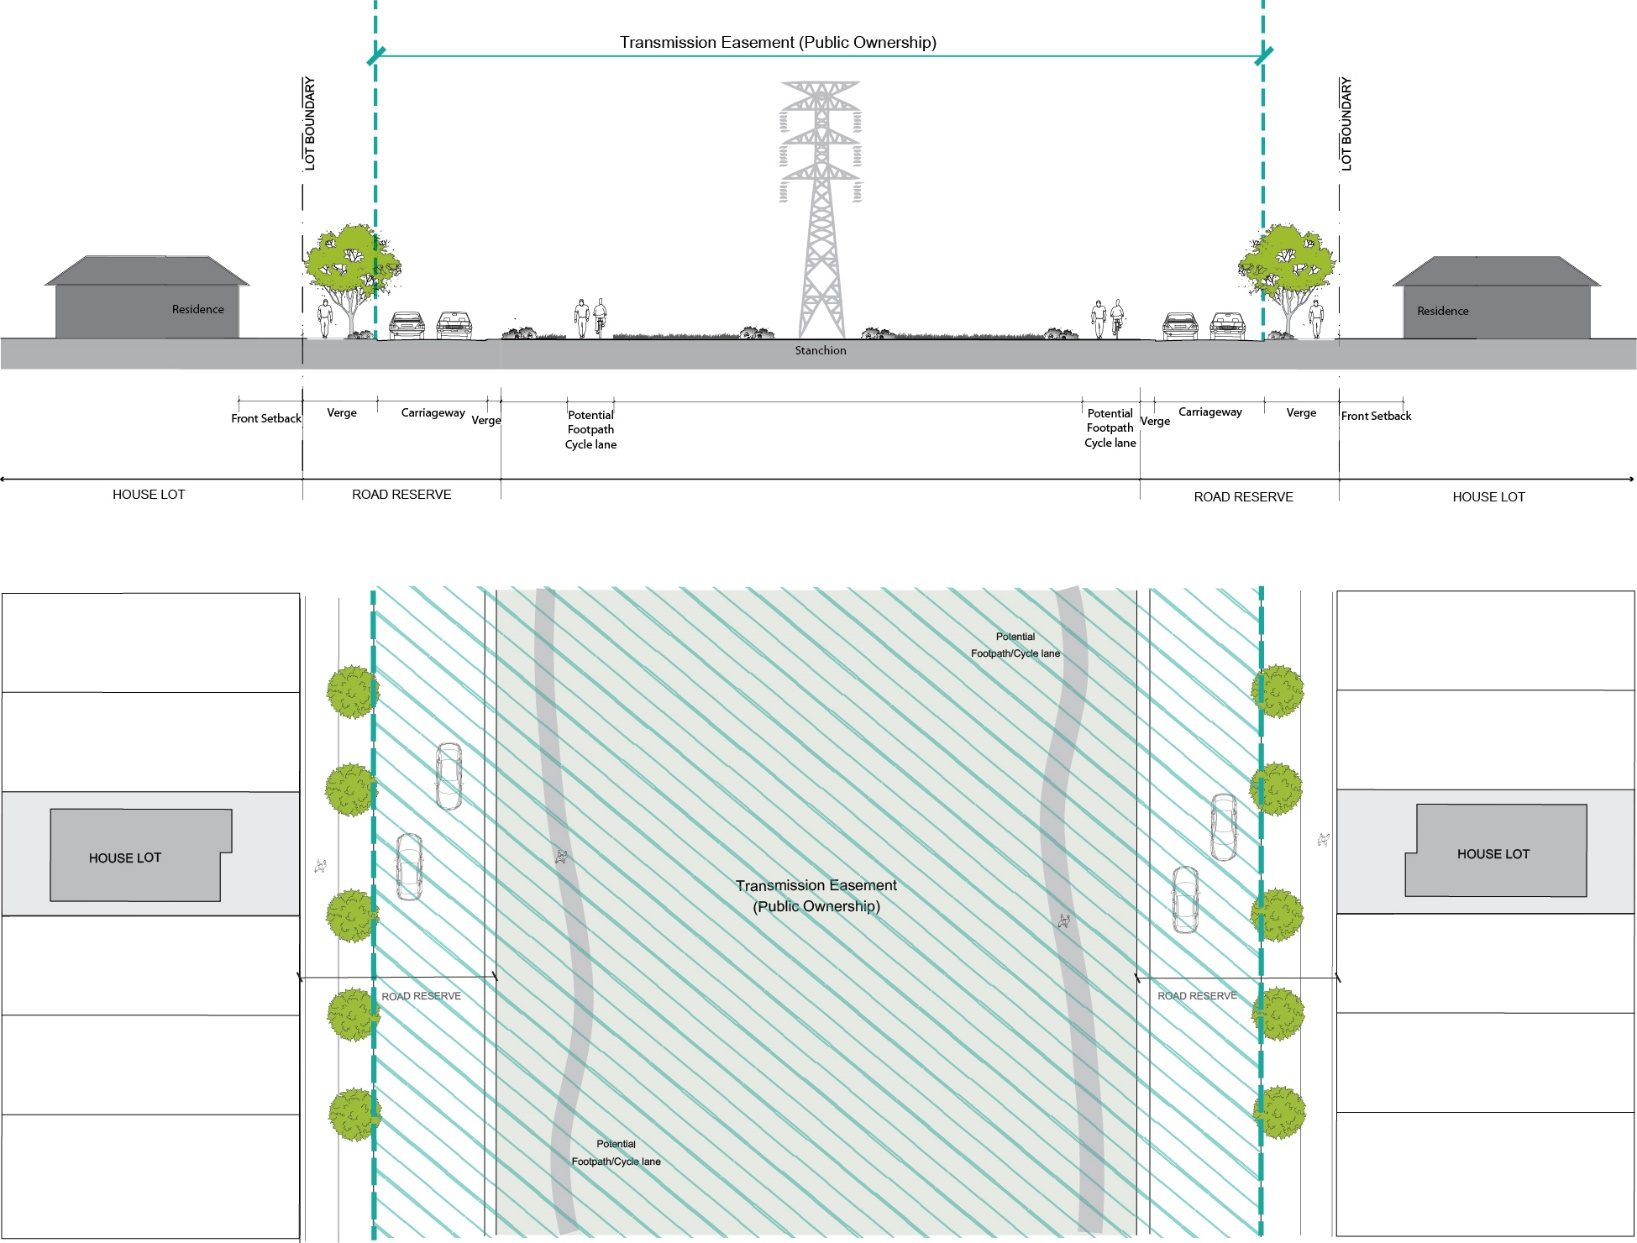 Transmission Easement (Public Ownership)
LOT BOUNDARY
LOT BOUNDARY
Residence
Residence
Stanchion
Front Setback
Verge
Carriageway
Verge
Potential
Footpath
Cycle lane
Potential
Footpath
Cycle lane
Verge
Carriageway
Verge
Front Setback
HOUSE LOT
ROAD RESERVE
ROAD RESERVE
HOUSE LOT
Potential
Footpath/Cycle lane
HOUSE LOT
HOUSE LOT
Transmission Easement
(Public Ownership)
ROAD RESERVE
ROAD RESERVE
Potential
Footpath/Cycle lane